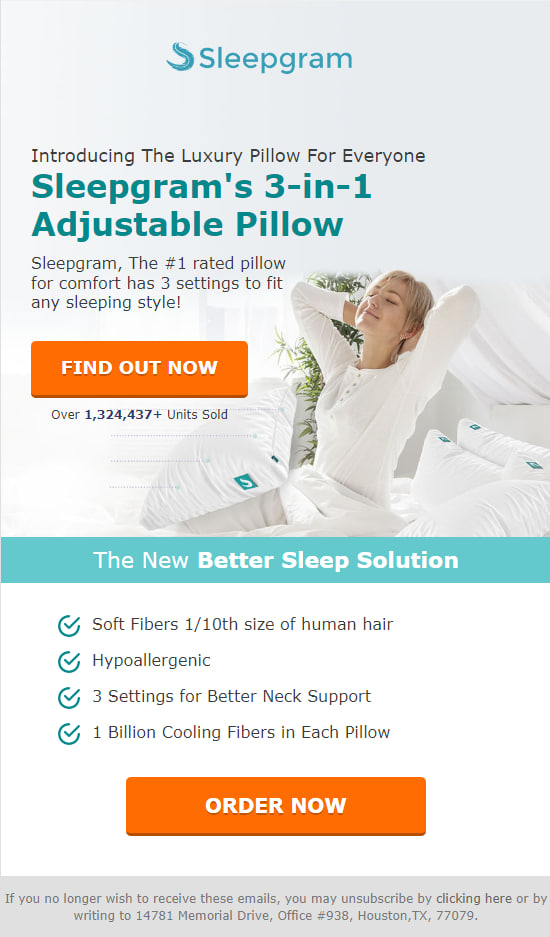 Sleepgram
Introducing The Luxury Pillow For Everyone
Sleepgram's 3-in-1
Adjustable Pillow
Sleepgram, The #1 rated pillow
for comfort has 3 settings to fit
any sleeping style!
FIND OUT NOW
Over 1,324,437+ Units Sold
The New Better Sleep Solution
Soft Fibers 1/10th size of human hair
Hypoallergenic
3 Settings for Better Neck Support
1 Billion Cooling Fibers in Each Pillow
ORDER NOW
If you no longer wish to receive these emails, you may unsubscribe by clicking here or by
writing to 14781 Memorial Drive, Office #938, Houston,TX, 77079.